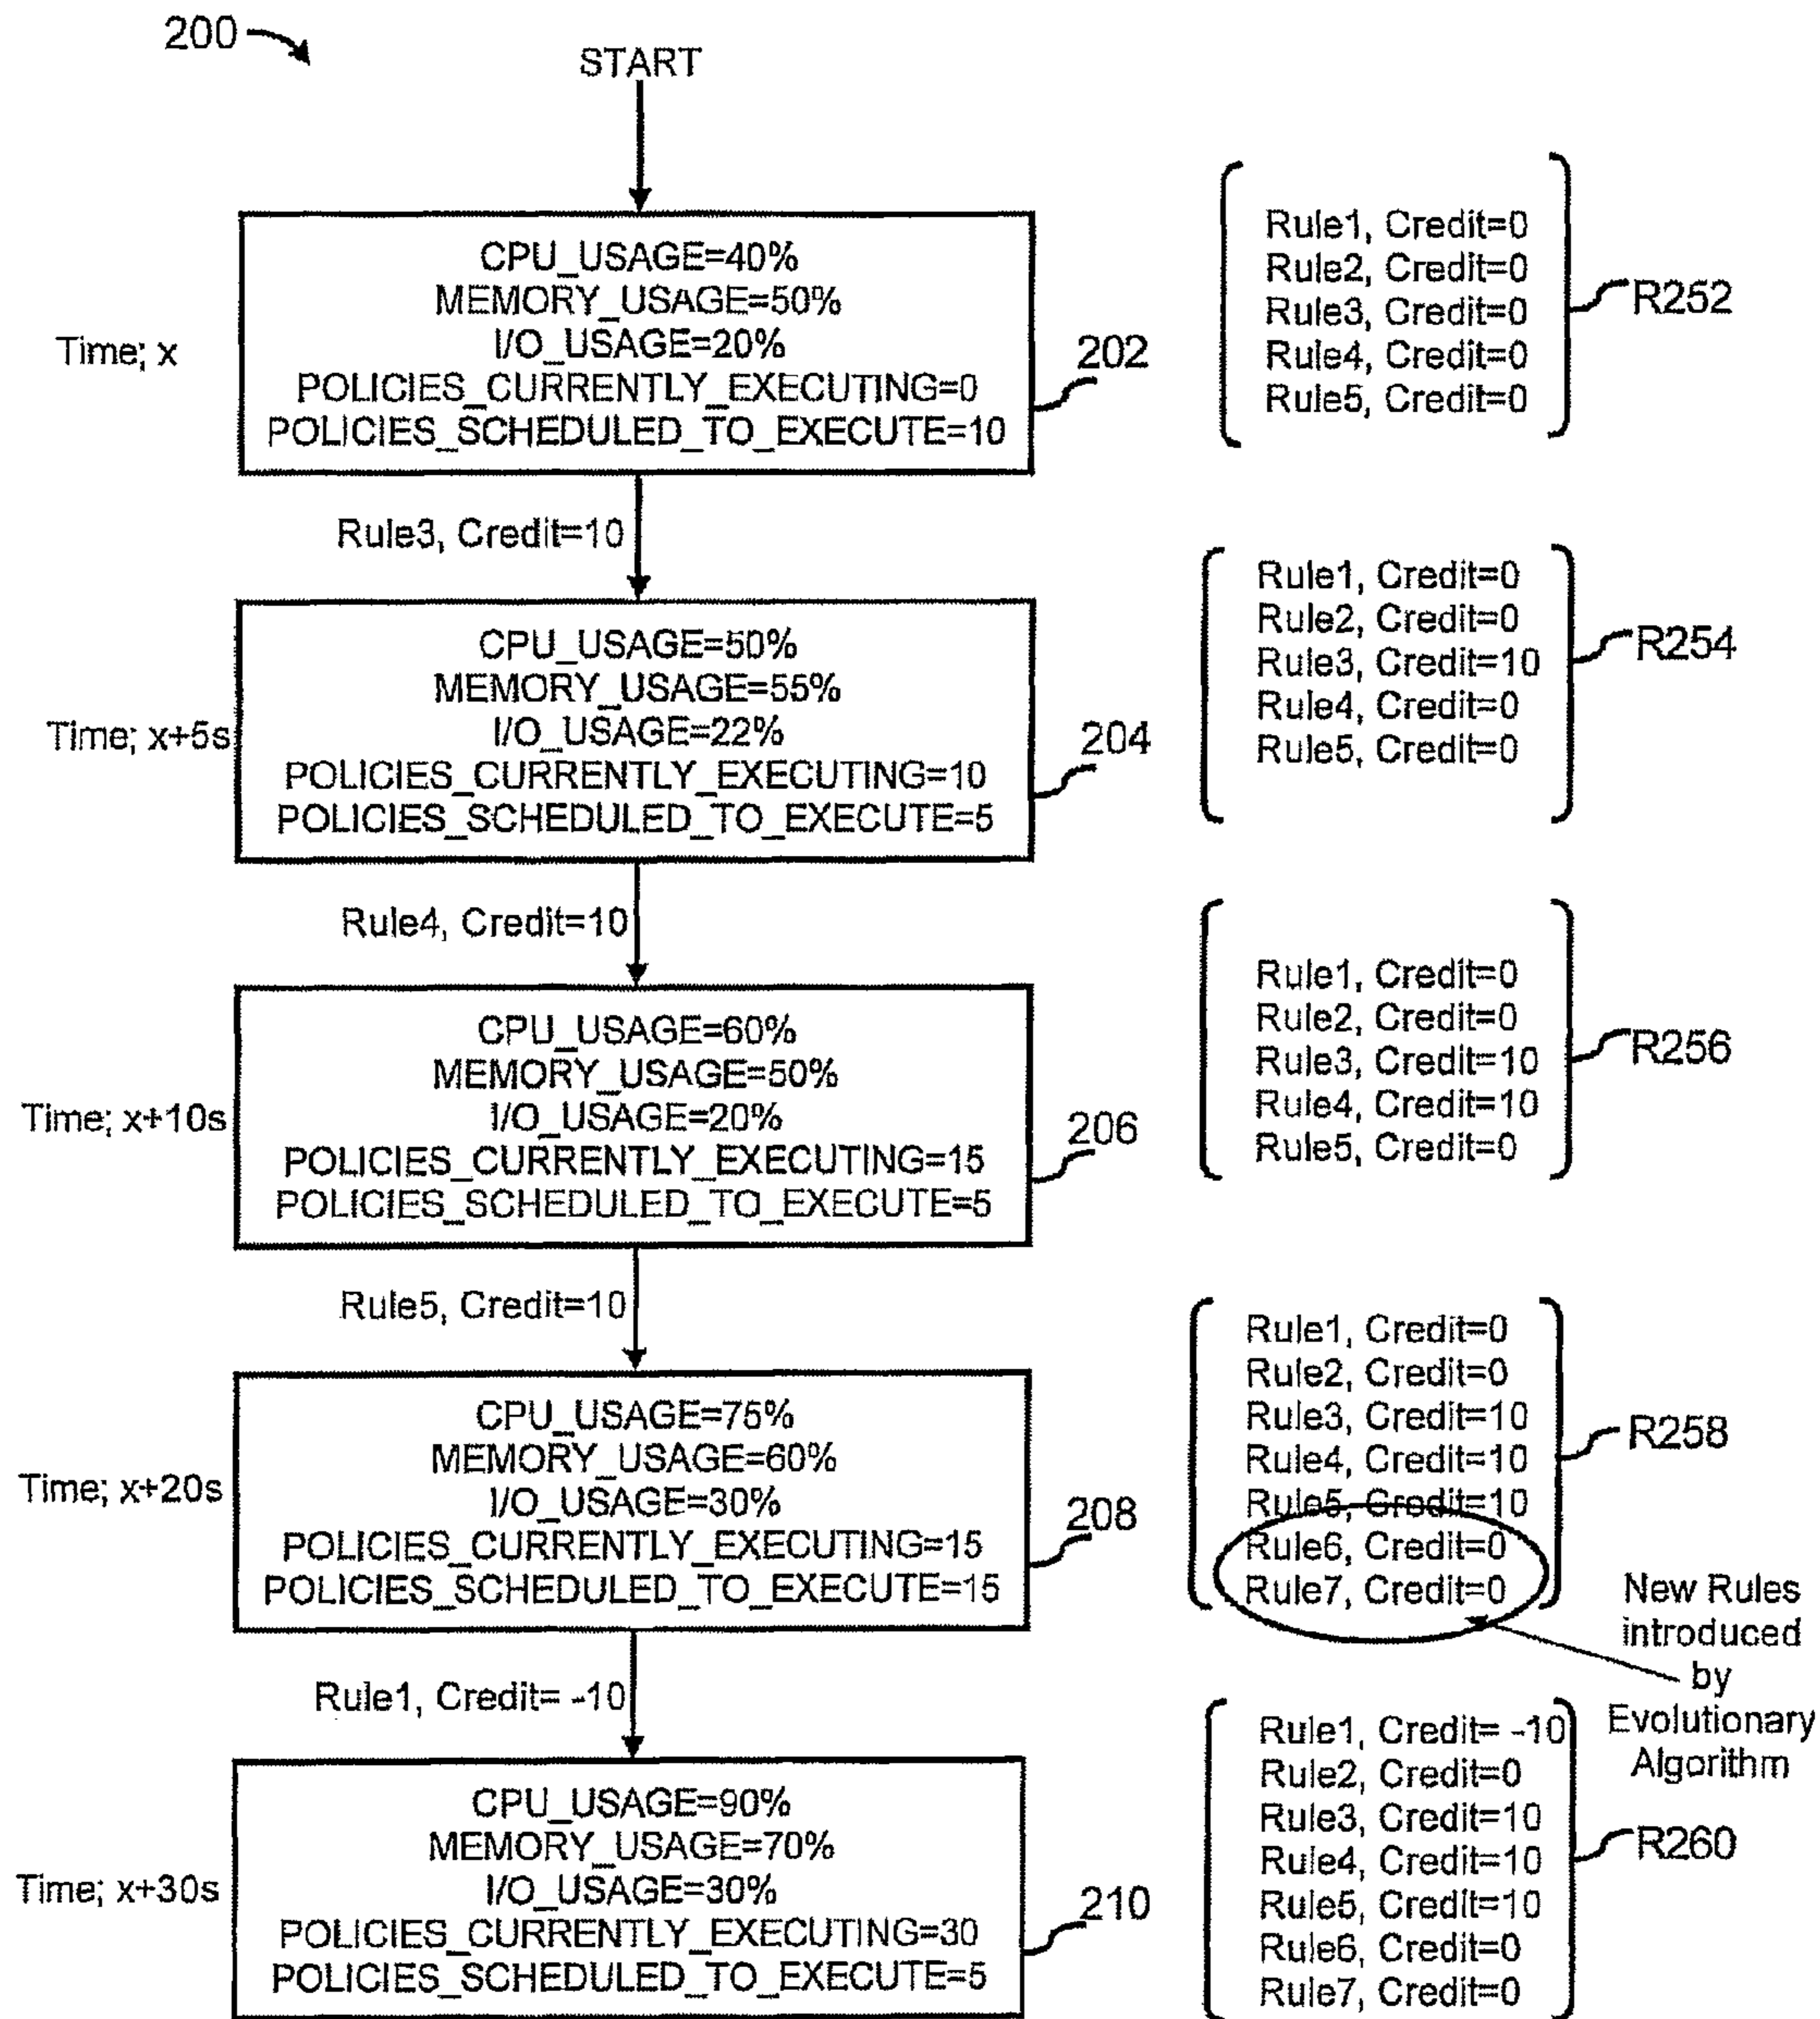 200
START
Time; x
CPU_USAGE=40%
MEMORY_USAGE=50%
I/O_USAGE=20%
POLICIES_CURRENTLY_EXECUTING=0
POLICIES_SCHEDULED_TO_EXECUTE=10
202
Rule1, Credit=0
Rule2, Credit=0
Rule3, Credit=0
Rule4, Credit=0
Rule5, Credit=0
R252
Rule3, Credit=10
Time; x+5s
CPU_USAGE=50%
MEMORY_USAGE=55%
I/O_USAGE=22%
POLICIES_CURRENTLY_EXECUTING=10
POLICIES_SCHEDULED_TO_EXECUTE=5
204
Rule1, Credit=0
Rule2, Credit=0
Rule3, Credit=10
Rule4, Credit=0
Rule5, Credit=0
R254
Rule4, Credit=10
Time; x+10s
CPU_USAGE=60%
MEMORY_USAGE=50%
I/O_USAGE=20%
POLICIES_CURRENTLY_EXECUTING=15
POLICIES_SCHEDULED_TO_EXECUTE=5
206
Rule1, Credit=0
Rule2, Credit=0
Rule3, Credit=10
Rule4, Credit=10
Rule5, Credit=0
R256
Rule5, Credit=10
Time; x+20s
CPU_USAGE=75%
MEMORY_USAGE=60%
I/O_USAGE=30%
POLICIES_CURRENTLY_EXECUTING=15
POLICIES_SCHEDULED_TO_EXECUTE=15
208
Rule1, Credit=0
Rule2, Credit=0
Rule3, Credit=10
Rule4, Credit=10
Rule5, Credit=10
Rule6, Credit=0
Rule7, Credit=0
R258
New Rules
introduced
by
Evolutionary
Algorithm
Rule1, Credit= -10
Time; x+30s
CPU_USAGE=90%
MEMORY_USAGE=70%
I/O_USAGE=30%
POLICIES_CURRENTLY_EXECUTING=30
POLICIES_SCHEDULED_TO_EXECUTE=5
210
Rule1, Credit= -10
Rule2, Credit=0
Rule3, Credit=10
Rule4, Credit=10
Rule5, Credit=10
Rule6, Credit=0
Rule7, Credit=0
R260